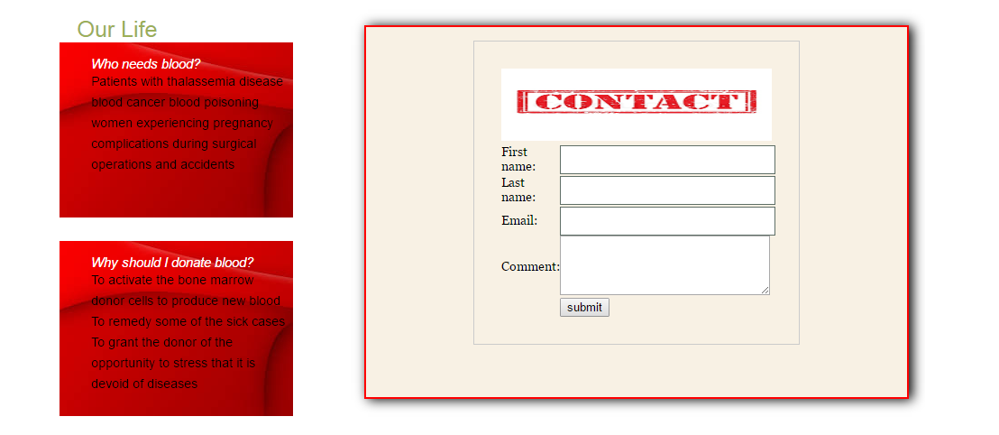 Our Life
Who needs blood?
Patients with thalassemia disease
blood cancer blood poisoning
women experiencing pregnancy
complications during surgical
operations and accidents
Why should I donate blood?
To activate the bone marrow
donor cells to produce new blood
To remedy some of the sick cases
To grant the donor of the
opportunity to stress that it is
devoid of diseases
CONTACT
First
name:
Last
name:
Email:
Comment:
submit